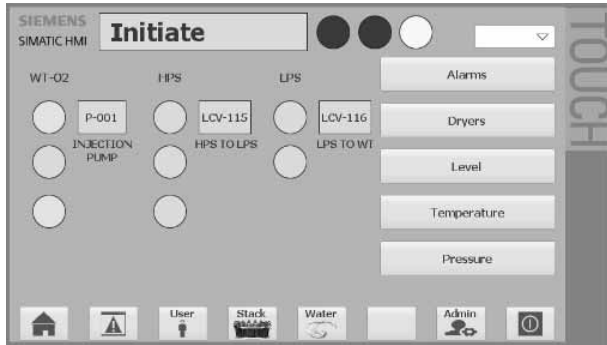 SIEMENS
SIMATIC HMI
Initiate
TOUCH
WT-02
HPS
LPS
Alarms
P-001
LCV-115
LCV-116
Dryers
INJECTION
PUMP
HPS TO LPS
LPS TO WT
Level
Temperature
Pressure
User
Stack
Water
Admin